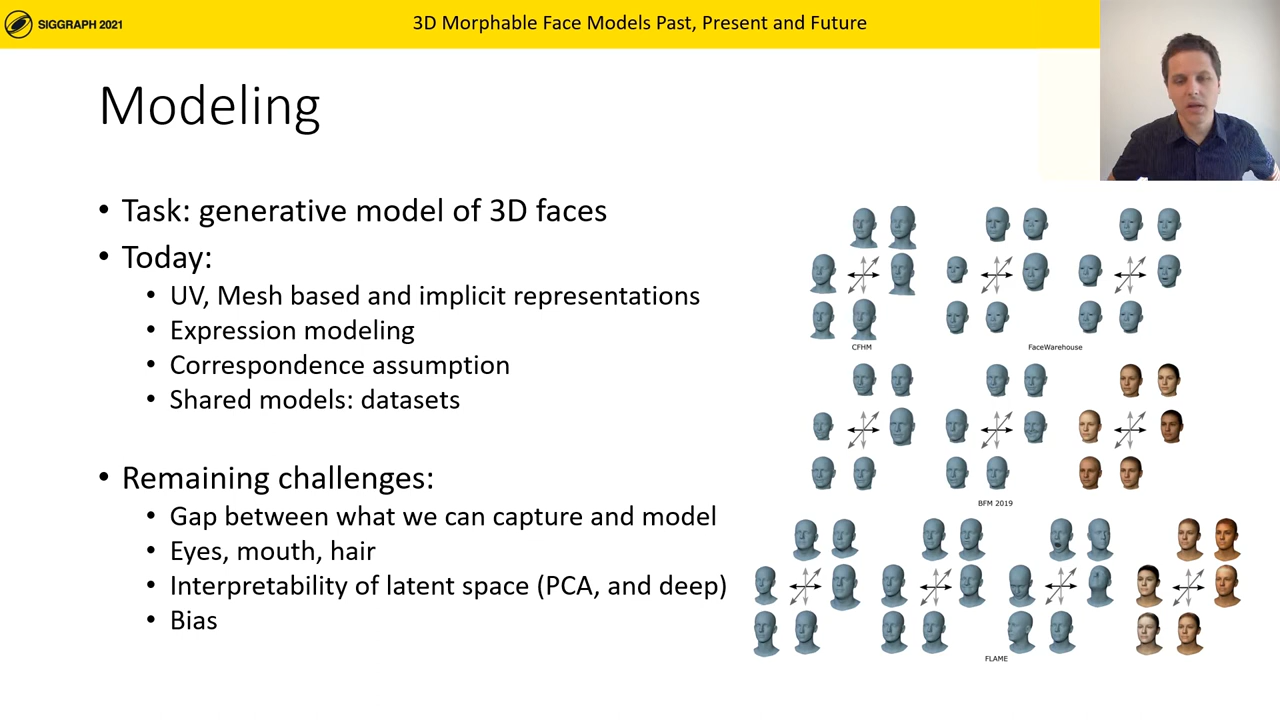 SIGGRAPH 2021
3D Morphable Face Models Past, Present and Future
Modeling
• Task: generative model of 3D faces
• Today:
• UV, Mesh based and implicit representations
• Expression modeling
• Correspondence assumption
• Shared models: datasets
• Remaining challenges:
• Gap between what we can capture and model
• Eyes, mouth, hair
• Interpretability of latent space (PCA, and deep)
• Bias
CFHM
FaceWarehouse
BFM 2019
FLAME